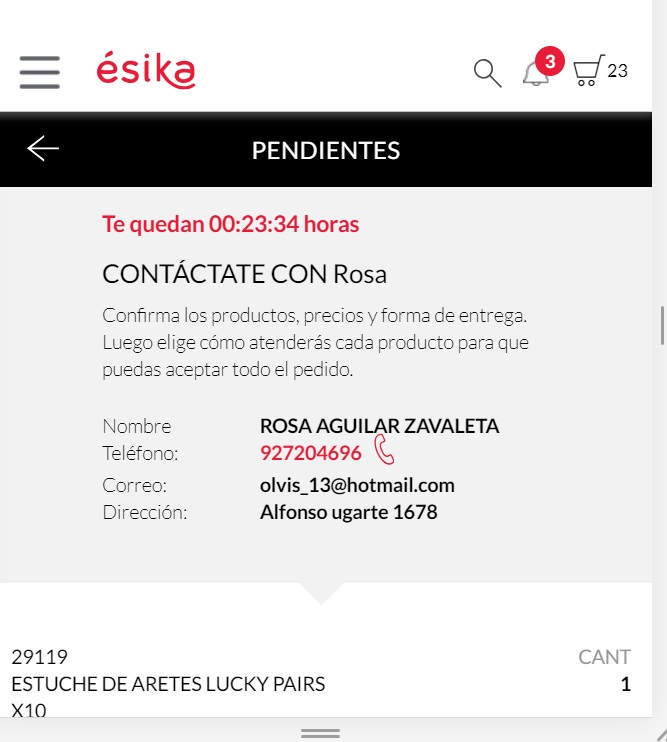 ésika
3
23
PENDIENTES
Te quedan 00:23:34 horas
CONTÁCTATE CON Rosa
Confirma los productos, precios y forma de entrega.
Luego elige cómo atenderás cada producto para que
puedas aceptar todo el pedido.
Nombre ROSA AGUILAR ZAVALETA
Teléfono: 927204696
Correo: olvis_13@hotmail.com
Dirección: Alfonso ugarte 1678
29119 CANT
ESTUCHE DE ARETES LUCKY PAIRS 1
X10